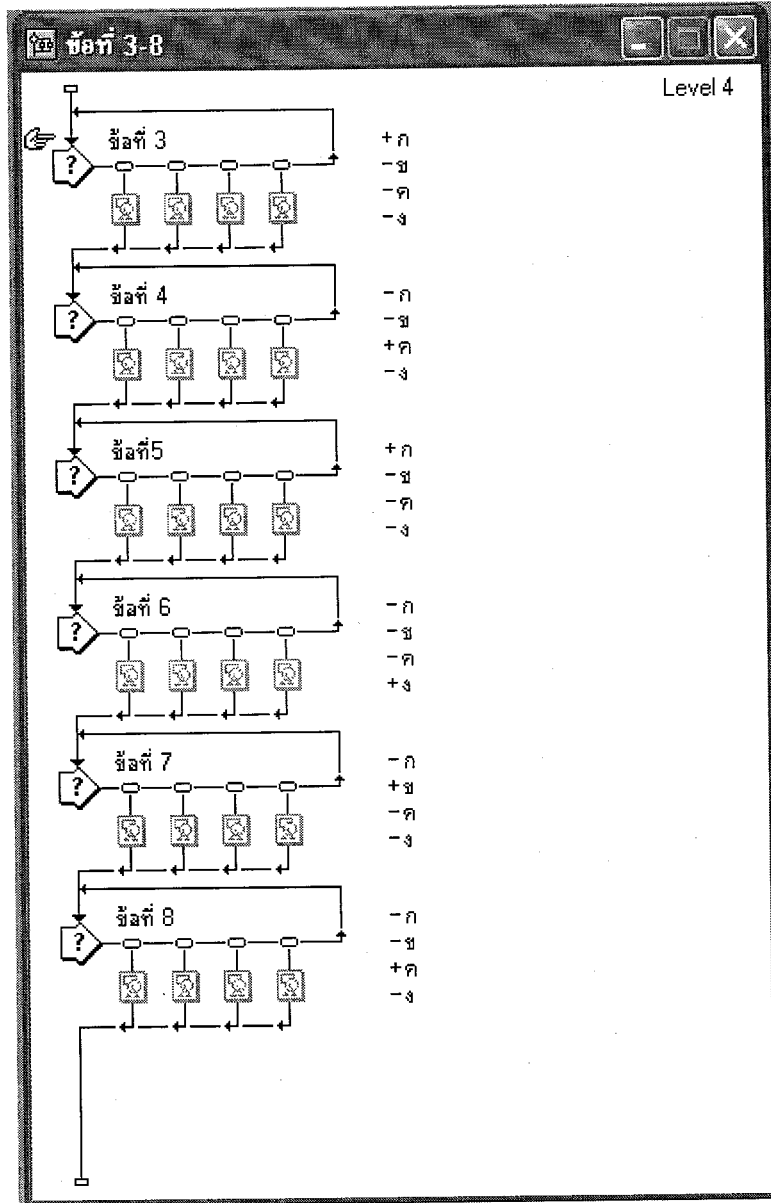 ข้อที่ 3-8
Level 4
ข้อที่ 3
+ก
-ข
-ค
-ง
ข้อที่ 4
-ก
-ข
+ค
-ง
ข้อที่5
+ก
-ข
-ค
-ง
ข้อที่ 6
-ก
-ข
-ค
+ง
ข้อที่ 7
-ก
+ข
-ค
-ง
ข้อที่ 8
-ก
-ข
+ค
-ง